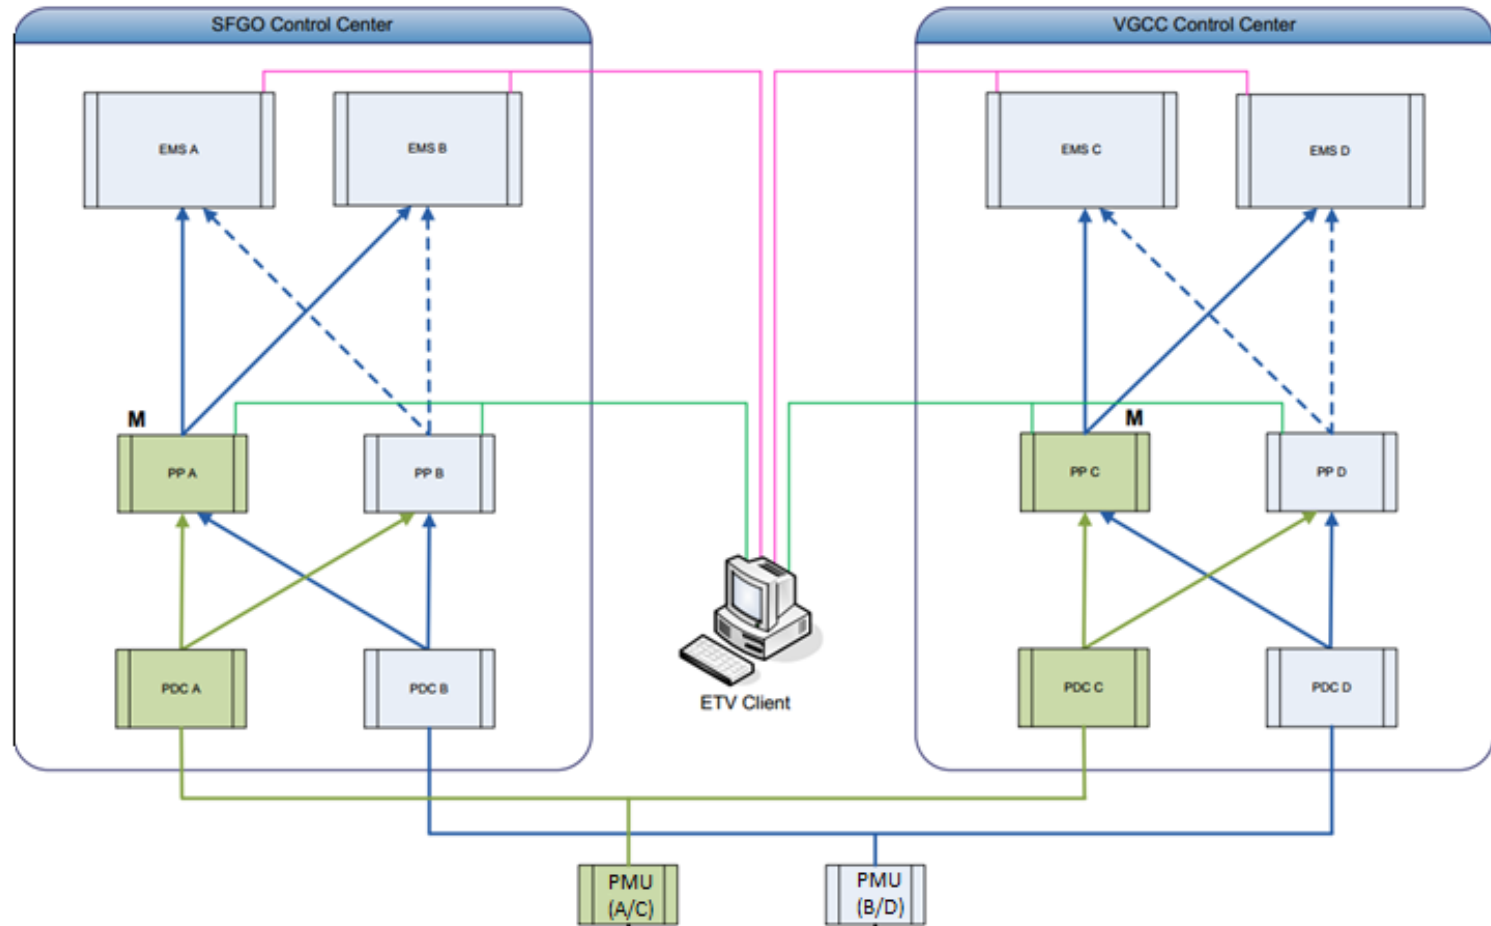 SFGO Control Center
VGCC Control Center
EMS A
EMS B
EMS C
EMS D
M
M
PP A
PP B
PP C
PP D
PDC A
PDC B
PDC C
PDC D
ETV Client
PMU
(A/C)
PMU
(B/D)